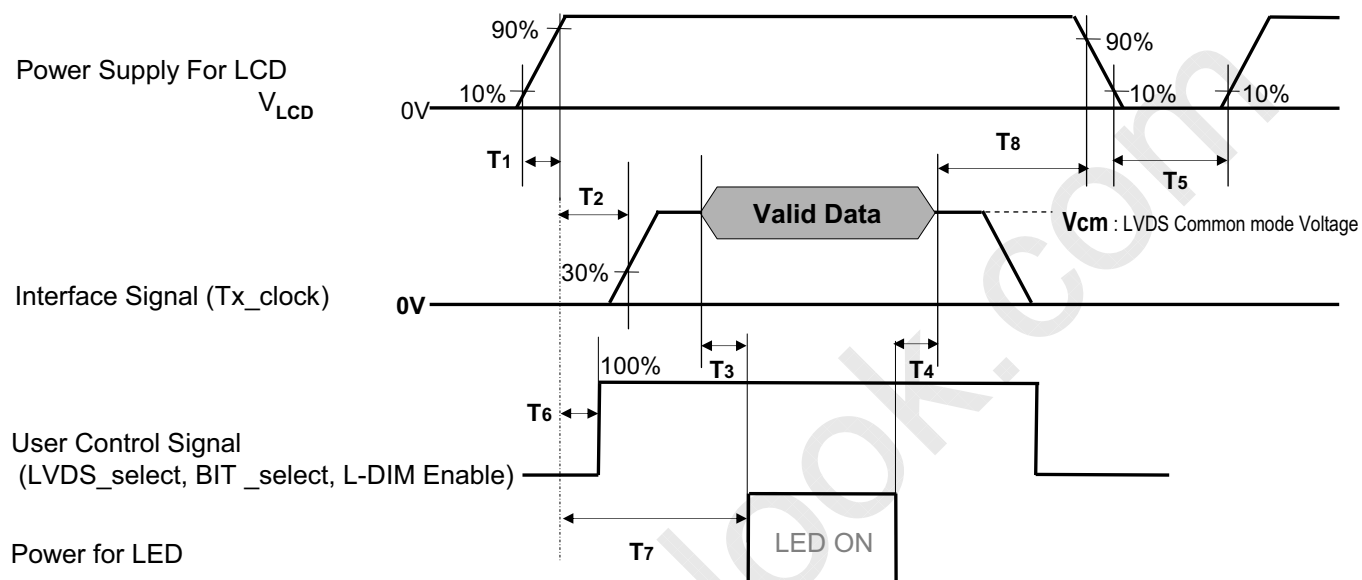 90%
90%
Power Supply For LCD
VLCD
10%
10%
10%
0V
T1
T8
T5
T2
Valid Data
Vcm : LVDS Common mode Voltage
30%
Interface Signal (Tx_clock)
0V
T3
T4
100%
T6
User Control Signal
(LVDS_select, BIT _select, L-DIM Enable)
T7
LED ON
Power for LED
look.com